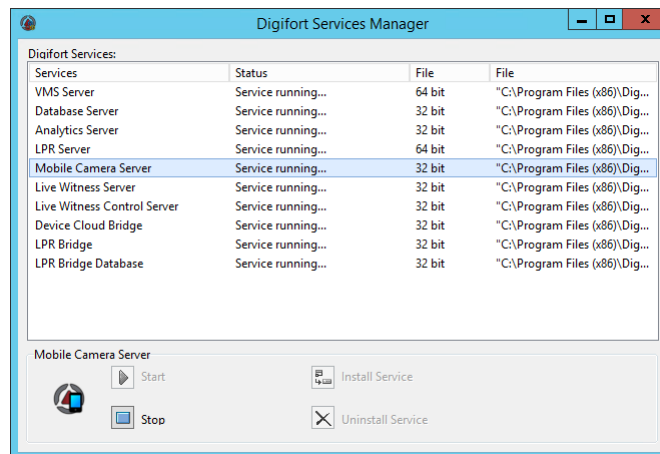 Digifort Services Manager
Digifort Services:
Services Status File File
VMS Server Service running... 64 bit "C:\Program Files (x86)\Dig...
Database Server Service running... 32 bit "C:\Program Files (x86)\Dig...
Analytics Server Service running... 32 bit "C:\Program Files (x86)\Dig...
LPR Server Service running... 64 bit "C:\Program Files (x86)\Dig...
Mobile Camera Server Service running... 32 bit "C:\Program Files (x86)\Dig...
Live Witness Server Service running... 32 bit "C:\Program Files (x86)\Dig...
Live Witness Control Server Service running... 32 bit "C:\Program Files (x86)\Dig...
Device Cloud Bridge Service running... 32 bit "C:\Program Files (x86)\Dig...
LPR Bridge Service running... 32 bit "C:\Program Files (x86)\Dig...
LPR Bridge Database Service running... 32 bit "C:\Program Files (x86)\Dig...
Mobile Camera Server
Start Install Service
Stop Uninstall Service